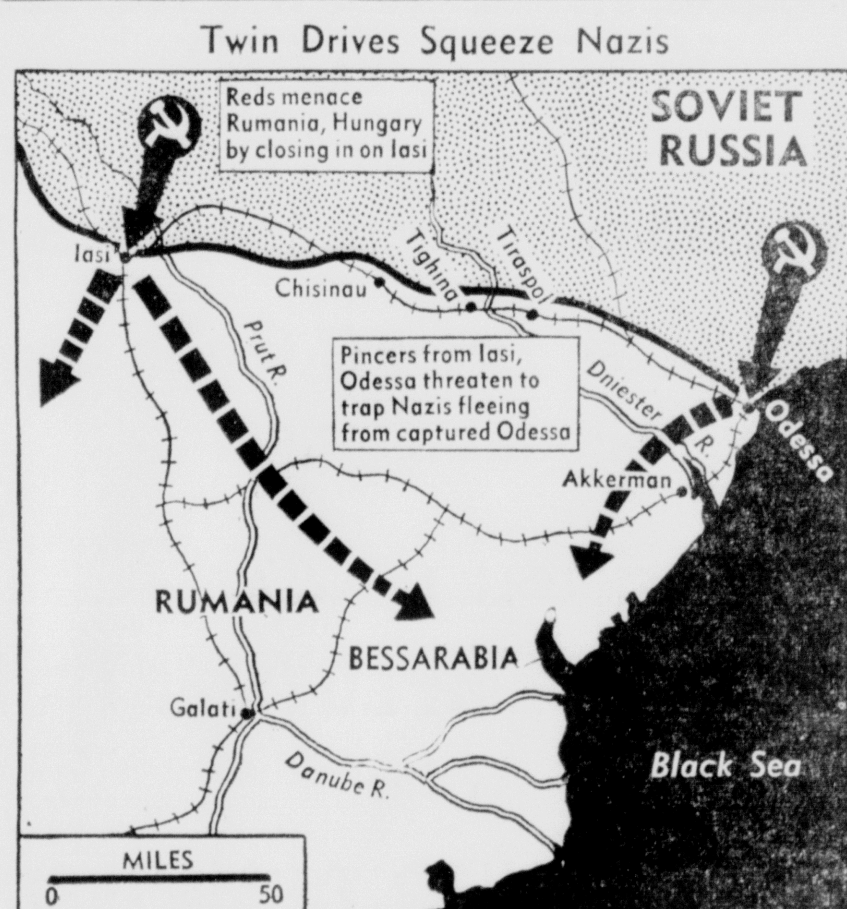 Twin Drives Squeeze Nazis
Reds menace
Rumania, Hungary
by closing in on Iasi
SOVIET
RUSSIA
Iasi
Chisinau
Tighina
Tiraspol
Prut R.
Pincers from Iasi,
Odessa threaten to
trap Nazis fleeing
from captured Odessa
Dniester
R.
Odessa
Akkerman
RUMANIA
BESSARABIA
Galati
Danube R.
Black Sea
MILES
0 50